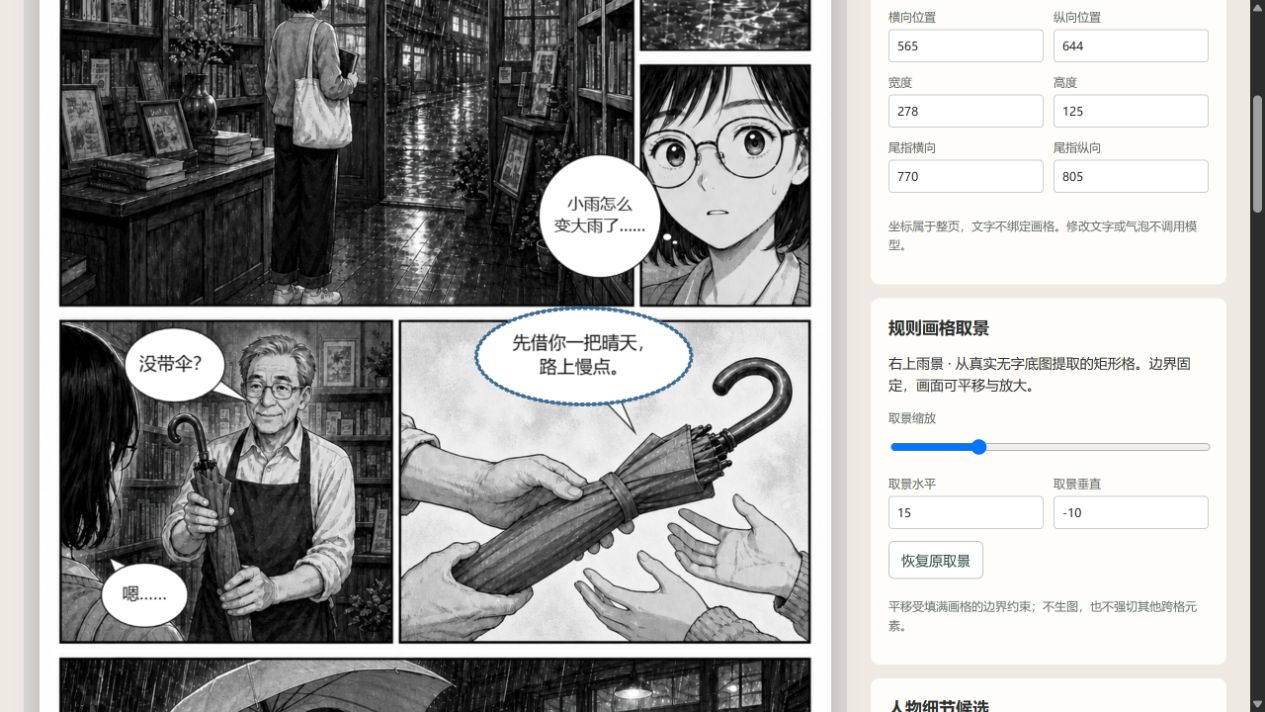 小雨怎么
变大雨了……
没带伞？
先借你一把晴天，
路上慢点。
嗯……
横向位置
纵向位置
565
644
宽度
高度
278
125
尾指横向
尾指纵向
770
805
坐标属于整页，文字不绑定画格。修改文字或气泡不调用模
型。
规则画格取景
右上雨景 · 从真实无字底图提取的矩形格。边界固
定，画面可平移与放大。
取景缩放
取景水平
取景垂直
15
-10
恢复原取景
平移受填满画格的边界约束；不生图，也不强切其他跨格元
素。
人物细节候选